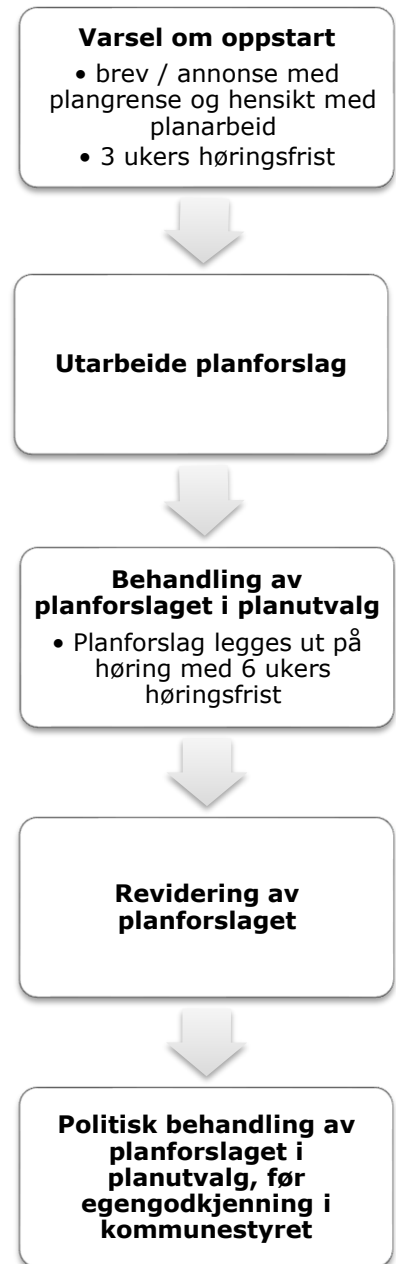 Varsel om oppstart
• brev / annonse med
plangrense og hensikt med
planarbeid
• 3 ukers høringsfrist
Utarbeide planforslag
Behandling av
planforslaget i planutvalg
• Planforslag legges ut på
høring med 6 ukers
høringsfrist
Revidering av
planforslaget
Politisk behandling av
planforslaget i
planutvalg, før
egengodkjenning i
kommunestyret